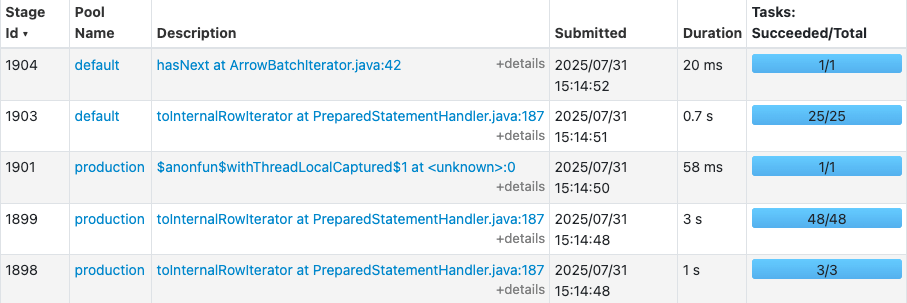 Stage Id ▾ Pool Name Description Submitted Duration Tasks: Succeeded/Total
1904 default hasNext at ArrowBatchIterator.java:42 +details 2025/07/31 15:14:52 20 ms 1/1
1903 default toInternalRowIterator at PreparedStatementHandler.java:187 +details 2025/07/31 15:14:51 0.7 s 25/25
1901 production $anonfun$withThreadLocalCaptured$1 at <unknown>:0 +details 2025/07/31 15:14:50 58 ms 1/1
1899 production toInternalRowIterator at PreparedStatementHandler.java:187 +details 2025/07/31 15:14:48 3 s 48/48
1898 production toInternalRowIterator at PreparedStatementHandler.java:187 +details 2025/07/31 15:14:48 1 s 3/3